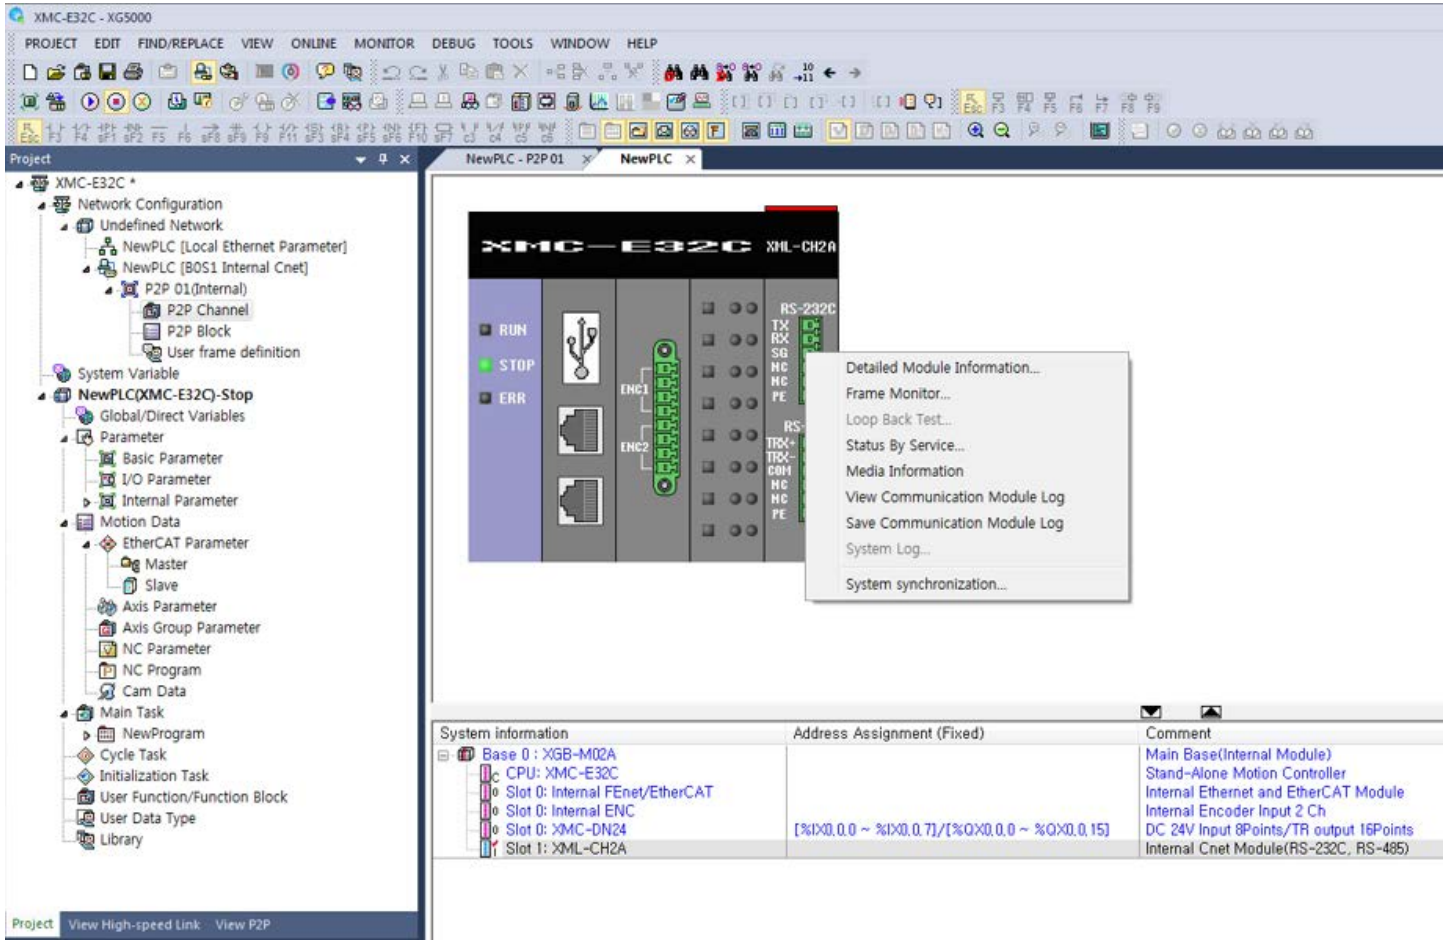 XMC-E32C - XG5000
PROJECT EDIT FIND/REPLACE VIEW ONLINE MONITOR DEBUG TOOLS WINDOW HELP
Project
NewPLC - P2P 01
NewPLC
XMC-E32C *
Network Configuration
Undefined Network
NewPLC [Local Ethernet Parameter]
NewPLC [B0S1 Internal Cnet]
P2P 01(Internal)
P2P Channel
P2P Block
User frame definition
System Variable
NewPLC(XMC-E32C)-Stop
Global/Direct Variables
Parameter
Basic Parameter
I/O Parameter
Internal Parameter
Motion Data
EtherCAT Parameter
Master
Slave
Axis Parameter
Axis Group Parameter
NC Parameter
NC Program
Cam Data
Main Task
NewProgram
Cycle Task
Initialization Task
User Function/Function Block
User Data Type
Library
Project View High-speed Link View P2P
XMC-E32C XML-CH2A
RUN
STOP
ERR
ENC1
ENC2
RS-232C
TX
RX
SG
NC
NC
PE
RS-
TRX+
TRX-
COM
NC
NC
PE
Detailed Module Information...
Frame Monitor...
Loop Back Test...
Status By Service...
Media Information
View Communication Module Log
Save Communication Module Log
System Log...
System synchronization...
System information Address Assignment (Fixed) Comment
Base 0 : XGB-M02A Main Base(Internal Module)
CPU: XMC-E32C Stand-Alone Motion Controller
Slot 0: Internal FEnet/EtherCAT Internal Ethernet and EtherCAT Module
Slot 0: Internal ENC Internal Encoder Input 2 Ch
Slot 0: XMC-DN24 [%IX0,0,0 ~ %IX0,0,7]/[%QX0,0,0 ~ %QX0,0,15] DC 24V Input 8Points/TR output 16Points
Slot 1: XML-CH2A Internal Cnet Module(RS-232C, RS-485)